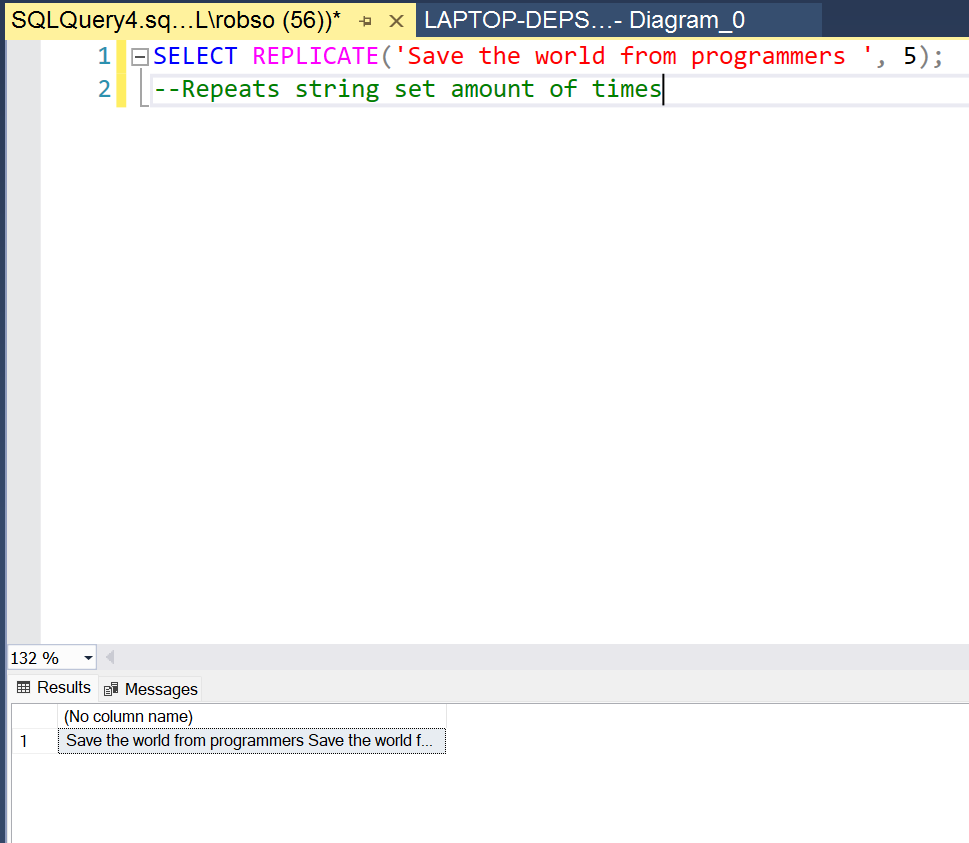 SQLQuery4.sq...L\robso (56))* LAPTOP-DEPS...- Diagram_0
1 SELECT REPLICATE('Save the world from programmers ', 5);
2 --Repeats string set amount of times
132 %
Results Messages
(No column name)
1 Save the world from programmers Save the world f...